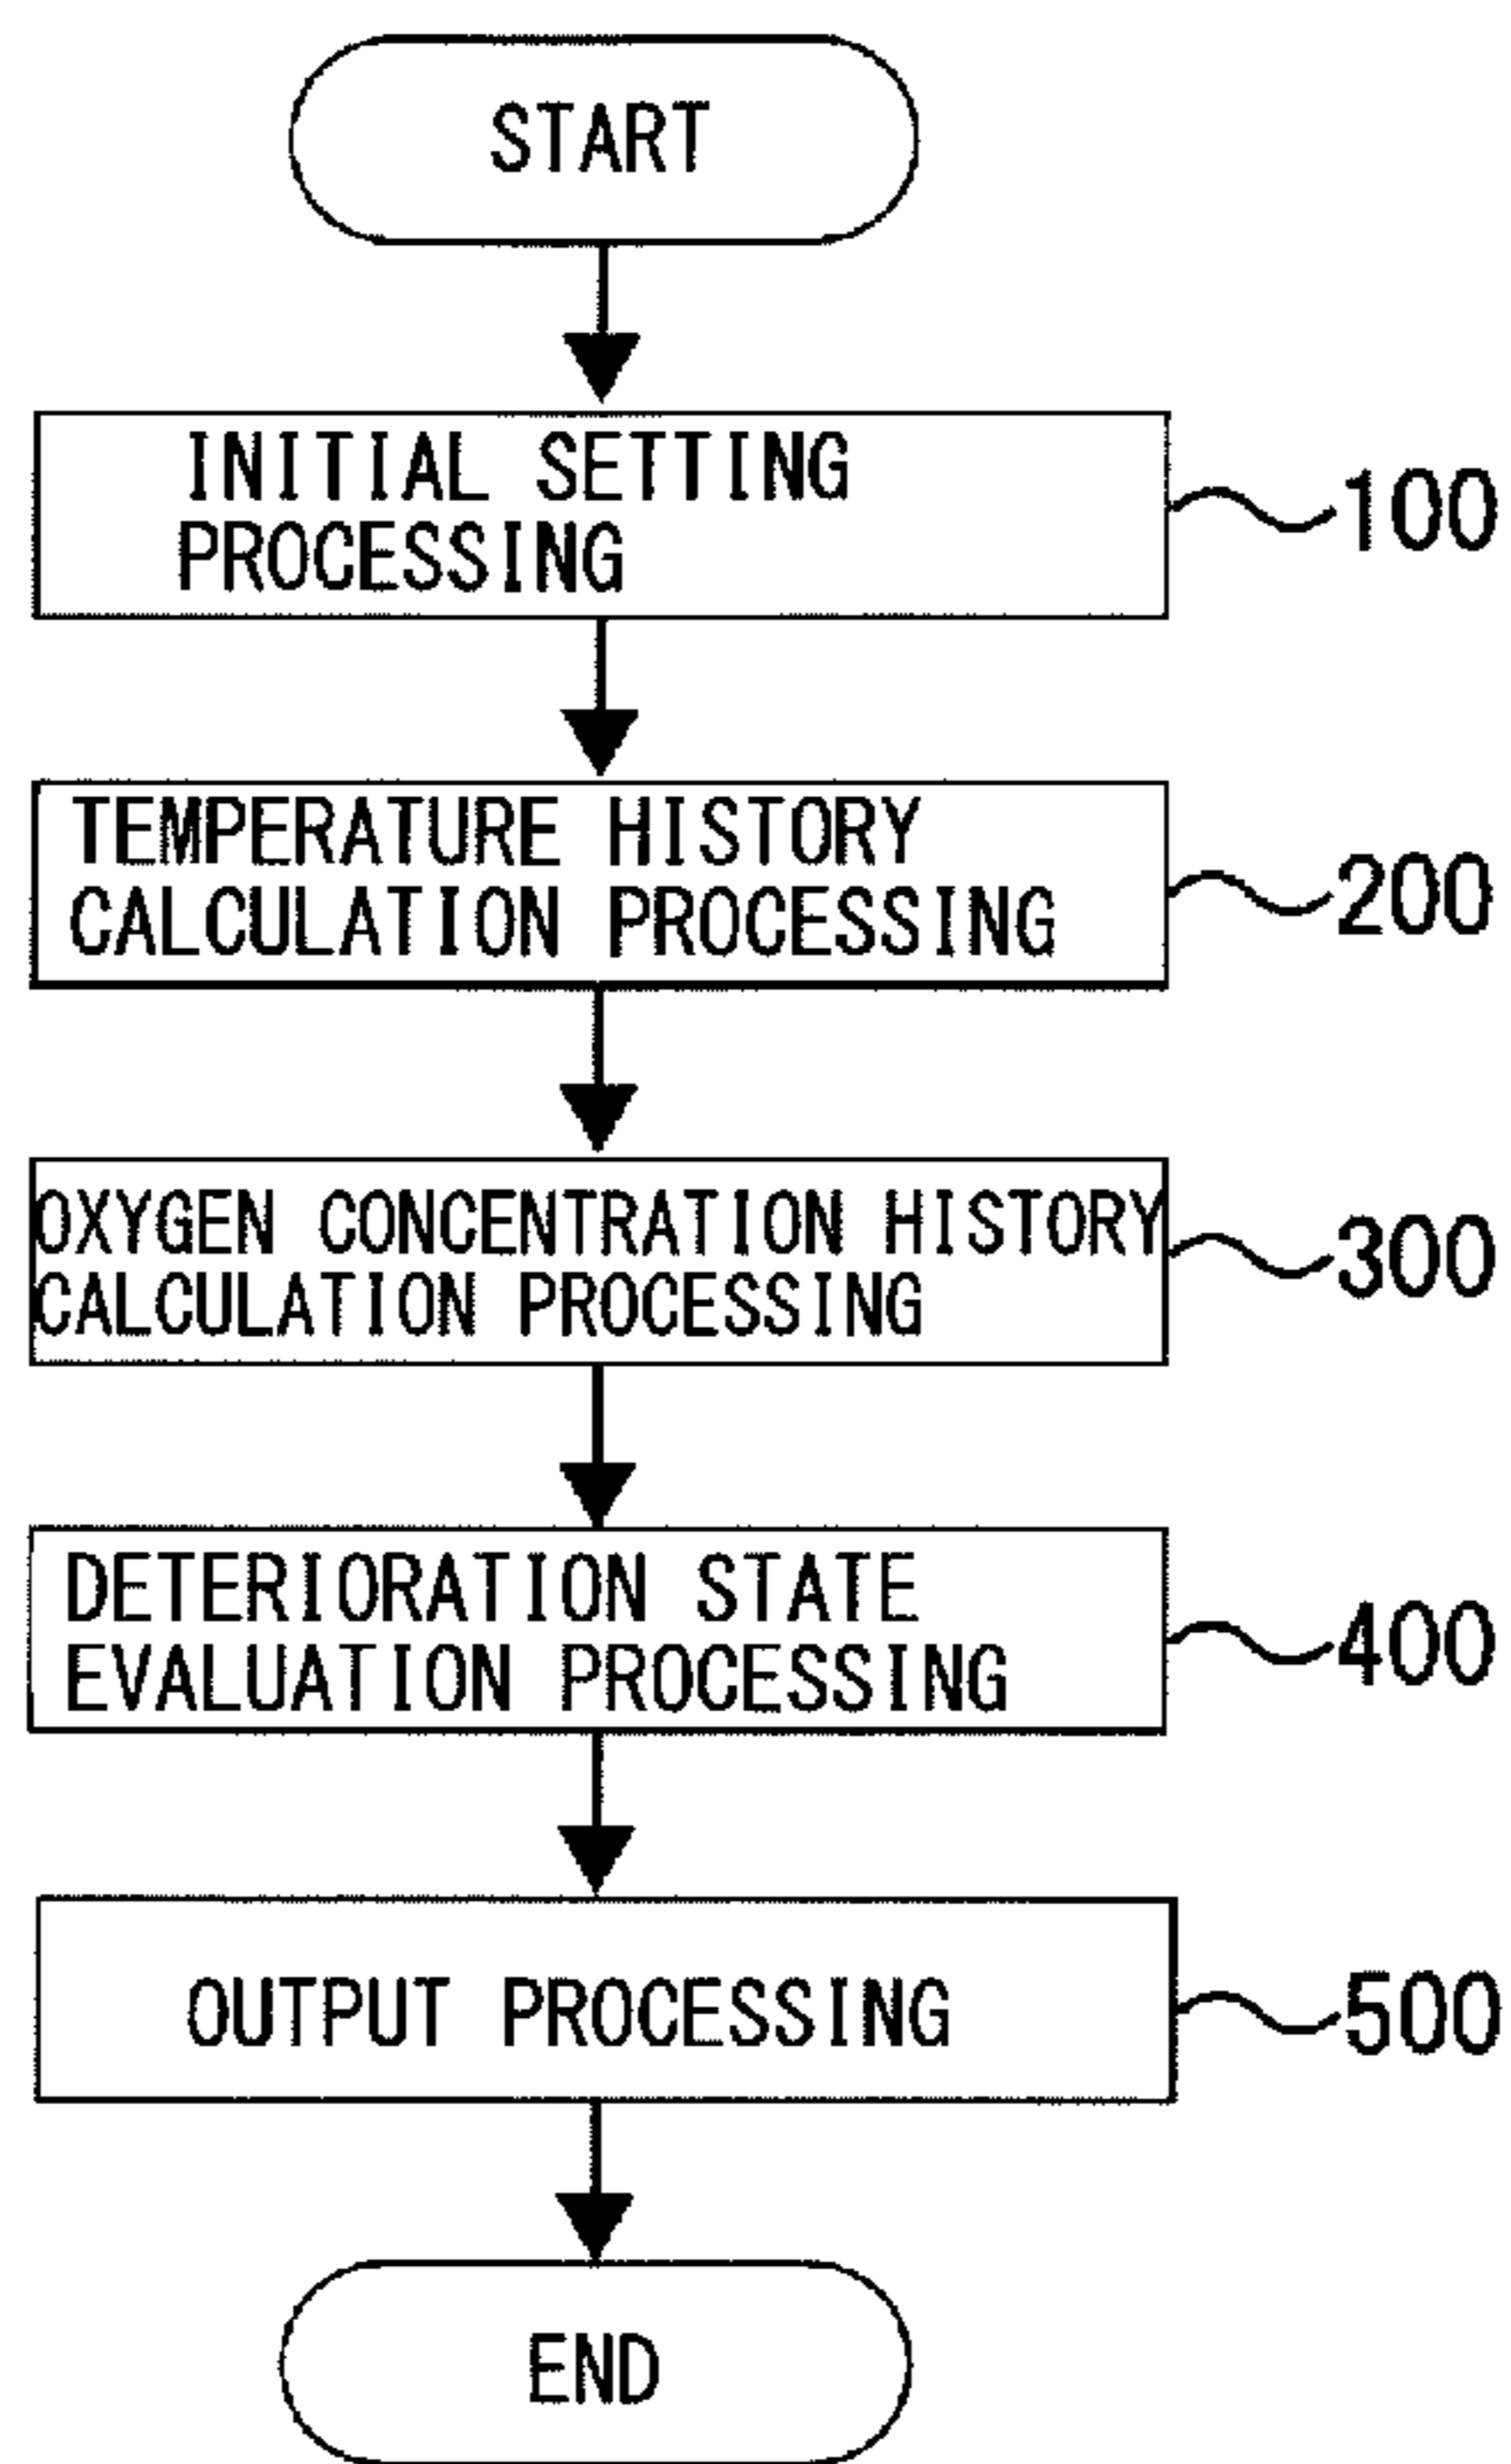 START
INITIAL SETTING
PROCESSING
100
TEMPERATURE HISTORY
CALCULATION PROCESSING
200
OXYGEN CONCENTRATION HISTORY
CALCULATION PROCESSING
300
DETERIORATION STATE
EVALUATION PROCESSING
400
OUTPUT PROCESSING
500
END